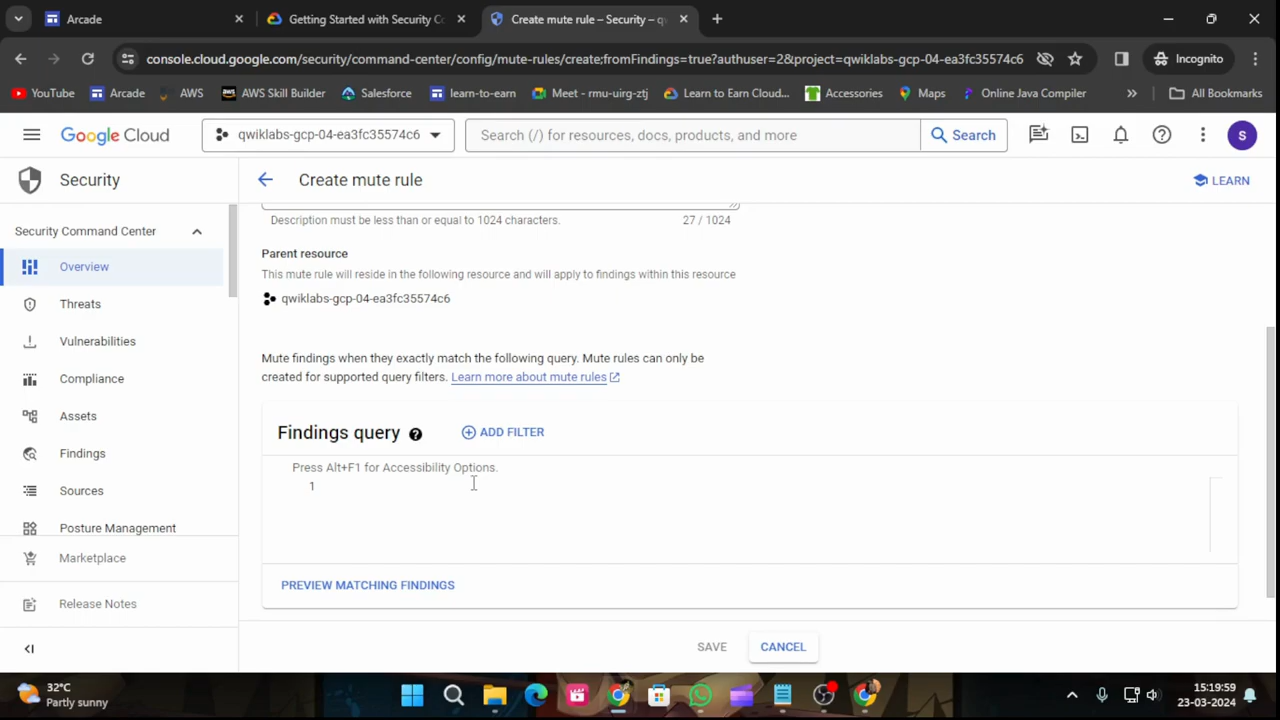 Arcade
Getting Started with Security Co
Create mute rule – Security – q
console.cloud.google.com/security/command-center/config/mute-rules/create;fromFindings=true?authuser=2&project=qwiklabs-gcp-04-ea3fc35574c6
Incognito
YouTube
Arcade
AWS
AWS Skill Builder
Salesforce
learn-to-earn
Meet - rmu-uirg-ztj
Learn to Earn Cloud...
Accessories
Maps
Online Java Compiler
»
All Bookmarks
Google Cloud
qwiklabs-gcp-04-ea3fc35574c6
Search (/) for resources, docs, products, and more
Search
S
Security
Create mute rule
LEARN
Security Command Center
Overview
Threats
Vulnerabilities
Compliance
Assets
Findings
Sources
Posture Management
Marketplace
Release Notes
Description must be less than or equal to 1024 characters.
27 / 1024
Parent resource
This mute rule will reside in the following resource and will apply to findings within this resource
qwiklabs-gcp-04-ea3fc35574c6
Mute findings when they exactly match the following query. Mute rules can only be
created for supported query filters. Learn more about mute rules
Findings query
ADD FILTER
Press Alt+F1 for Accessibility Options.
1
PREVIEW MATCHING FINDINGS
SAVE
CANCEL
32°C
Partly sunny
15:19:59
23-03-2024